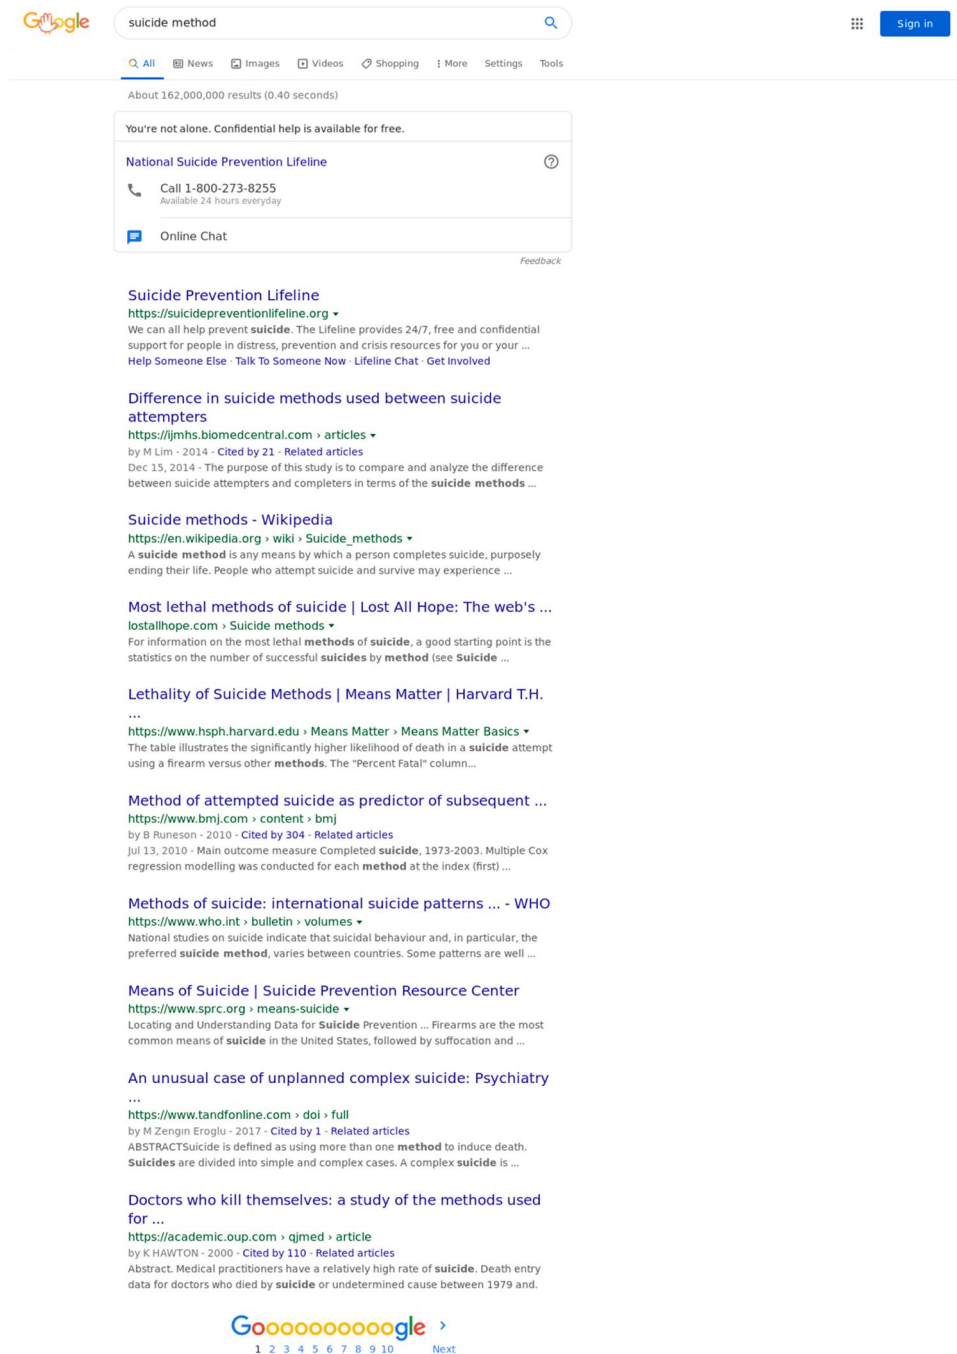 Google
suicide method
Sign in
All News Images Videos Shopping More Settings Tools
About 162,000,000 results (0.40 seconds)
You're not alone. Confidential help is available for free.
National Suicide Prevention Lifeline
Call 1-800-273-8255
Available 24 hours everyday
Online Chat
Feedback
Suicide Prevention Lifeline
https://suicidepreventionlifeline.org
We can all help prevent suicide. The Lifeline provides 24/7, free and confidential
support for people in distress, prevention and crisis resources for you or your ...
Help Someone Else · Talk To Someone Now · Lifeline Chat · Get Involved
Difference in suicide methods used between suicide
attempters
https://ijmhs.biomedcentral.com › articles
by M Lim - 2014 - Cited by 21 - Related articles
Dec 15, 2014 - The purpose of this study is to compare and analyze the difference
between suicide attempters and completers in terms of the suicide methods ...
Suicide methods - Wikipedia
https://en.wikipedia.org › wiki › Suicide_methods
A suicide method is any means by which a person completes suicide, purposely
ending their life. People who attempt suicide and survive may experience ...
Most lethal methods of suicide | Lost All Hope: The web's ...
lostallhope.com › Suicide methods
For information on the most lethal methods of suicide, a good starting point is the
statistics on the number of successful suicides by method (see Suicide ...
Lethality of Suicide Methods | Means Matter | Harvard T.H.
...
https://www.hsph.harvard.edu › Means Matter › Means Matter Basics
The table illustrates the significantly higher likelihood of death in a suicide attempt
using a firearm versus other methods. The "Percent Fatal" column...
Method of attempted suicide as predictor of subsequent ...
https://www.bmj.com › content › bmj
by B Runeson - 2010 - Cited by 304 - Related articles
Jul 13, 2010 - Main outcome measure Completed suicide, 1973-2003. Multiple Cox
regression modelling was conducted for each method at the index (first) ...
Methods of suicide: international suicide patterns ... - WHO
https://www.who.int › bulletin › volumes
National studies on suicide indicate that suicidal behaviour and, in particular, the
preferred suicide method, varies between countries. Some patterns are well ...
Means of Suicide | Suicide Prevention Resource Center
https://www.sprc.org › means-suicide
Locating and Understanding Data for Suicide Prevention ... Firearms are the most
common means of suicide in the United States, followed by suffocation and ...
An unusual case of unplanned complex suicide: Psychiatry
...
https://www.tandfonline.com › doi › full
by M Zengın Eroglu - 2017 - Cited by 1 - Related articles
ABSTRACTSuicide is defined as using more than one method to induce death.
Suicides are divided into simple and complex cases. A complex suicide is ...
Doctors who kill themselves: a study of the methods used
for ...
https://academic.oup.com › qjmed › article
by K HAWTON - 2000 - Cited by 110 - Related articles
Abstract. Medical practitioners have a relatively high rate of suicide. Death entry
data for doctors who died by suicide or undetermined cause between 1979 and.
Goooooooooogle ›
1 2 3 4 5 6 7 8 9 10 Next